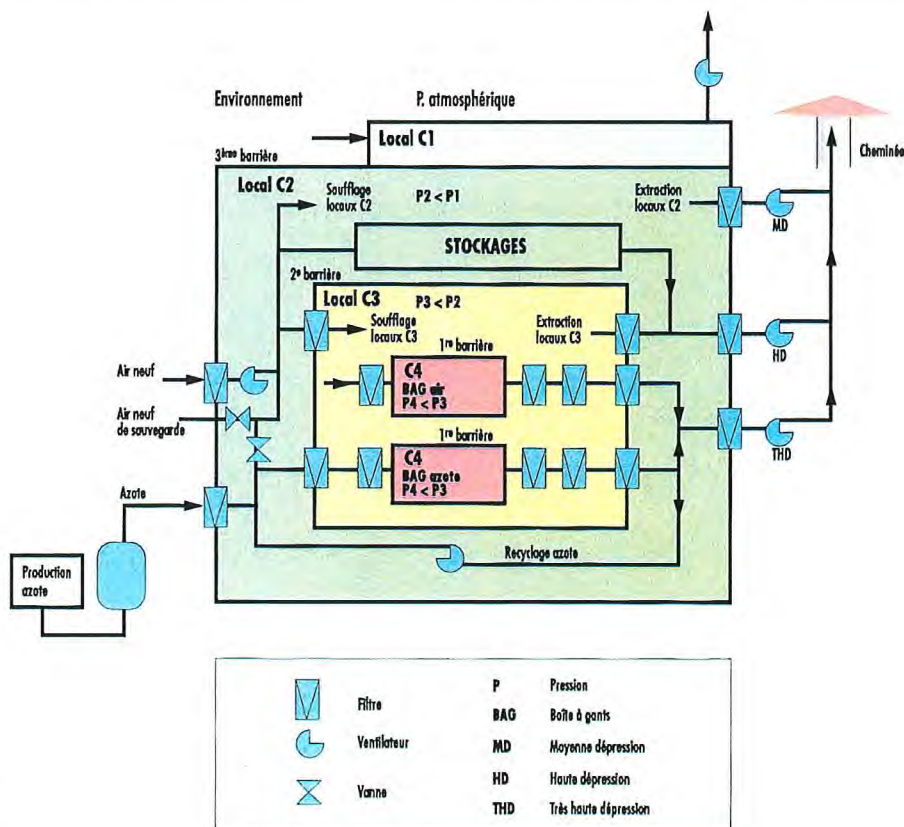 Environnement
P. atmosphérique
Local C1
Cheminée
3ème barrière
Local C2
Soufflage
locaux C2
P2 < P1
Extraction
locaux C2
MD
STOCKAGES
2e barrière
Local C3
P3 < P2
Soufflage
locaux C3
Extraction
locaux C3
HD
1re barrière
Air neuf
C4
BAG air
P4 < P3
Air neuf
de sauvegarde
1re barrière
C4
BAG azote
P4 < P3
THD
Azote
Recyclage azote
Production
azote
Filtre
Ventilateur
Vanne
P Pression
BAG Boîte à gants
MD Moyenne dépression
HD Haute dépression
THD Très haute dépression